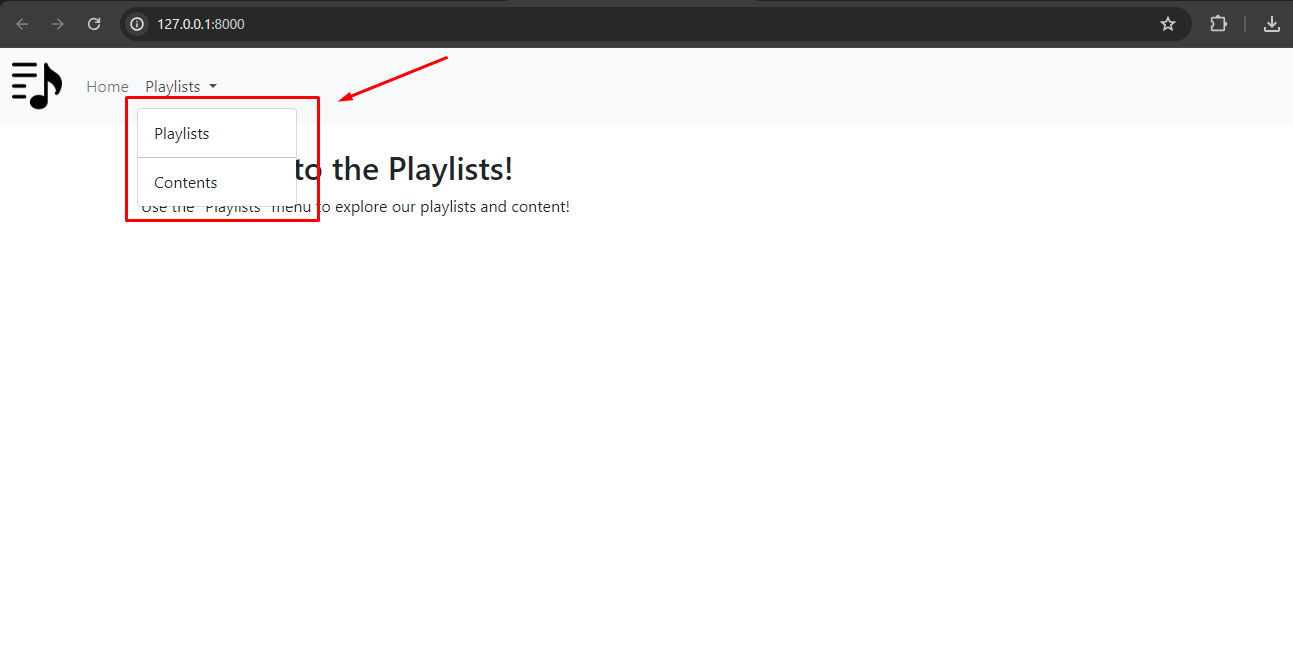 127.0.0.1:8000
Home Playlists
Playlists
to the Playlists!
Contents
Use the "Playlists" menu to explore our playlists and content!